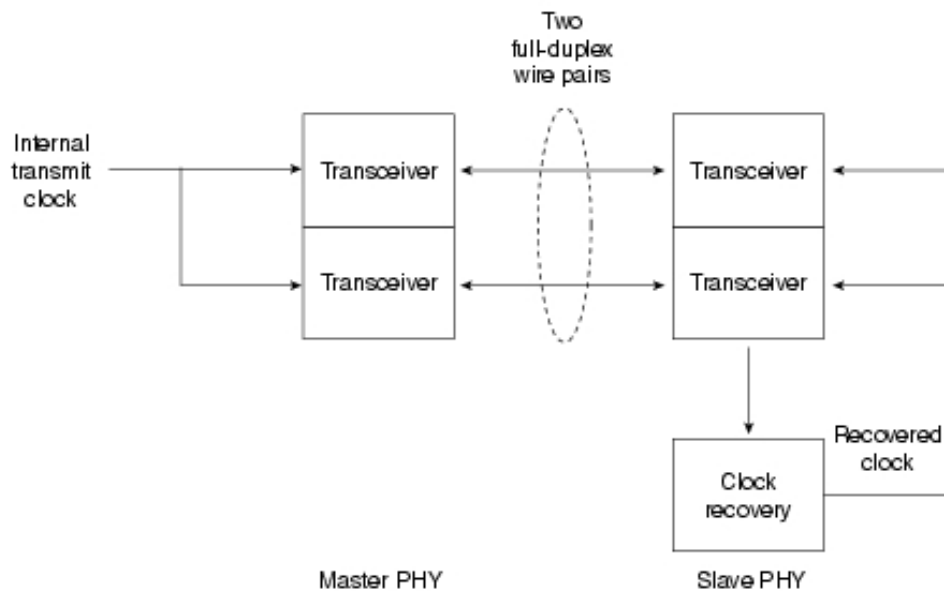 Two
full-duplex
wire pairs
Internal
transmit
clock
Transceiver
Transceiver
Transceiver
Transceiver
Recovered
clock
Clock
recovery
Master PHY
Slave PHY